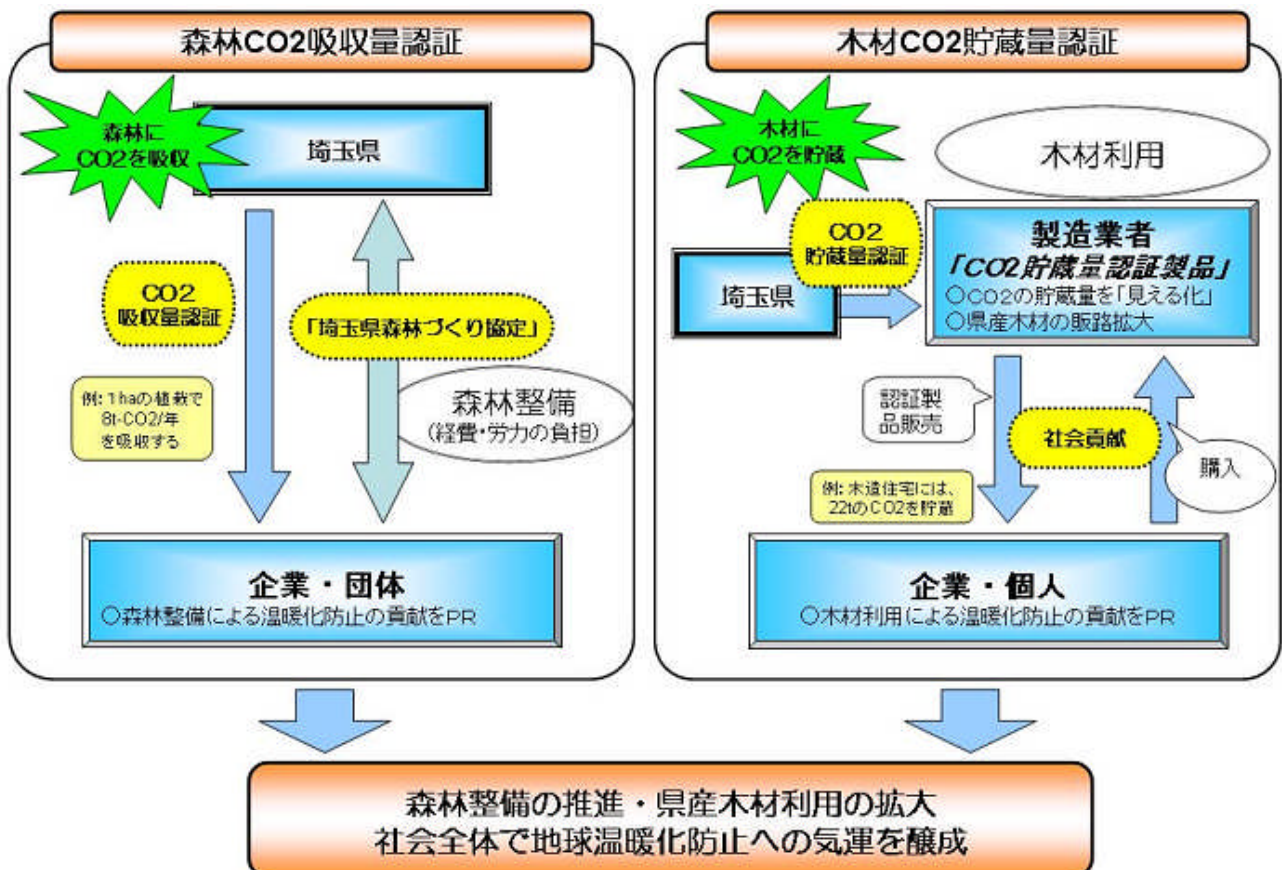 森林CO2吸収量認証
森林に
CO2を吸収
埼玉県
CO2
吸収量認証
「埼玉県森林づくり協定」
例: 1haの植栽で
8t-CO2/年
を吸収する
森林整備
(経費・労力の負担)
企業・団体
○森林整備による温暖化防止の貢献をPR
木材CO2貯蔵量認証
木材に
CO2を貯蔵
木材利用
CO2
貯蔵量認証
埼玉県
製造業者
「CO2貯蔵量認証製品」
○CO2の貯蔵量を「見える化」
○県産木材の販路拡大
認証製
品販売
社会貢献
購入
例: 木造住宅には、
22tのCO2を貯蔵
企業・個人
○木材利用による温暖化防止の貢献をPR
森林整備の推進・県産木材利用の拡大
社会全体で地球温暖化防止への気運を醸成